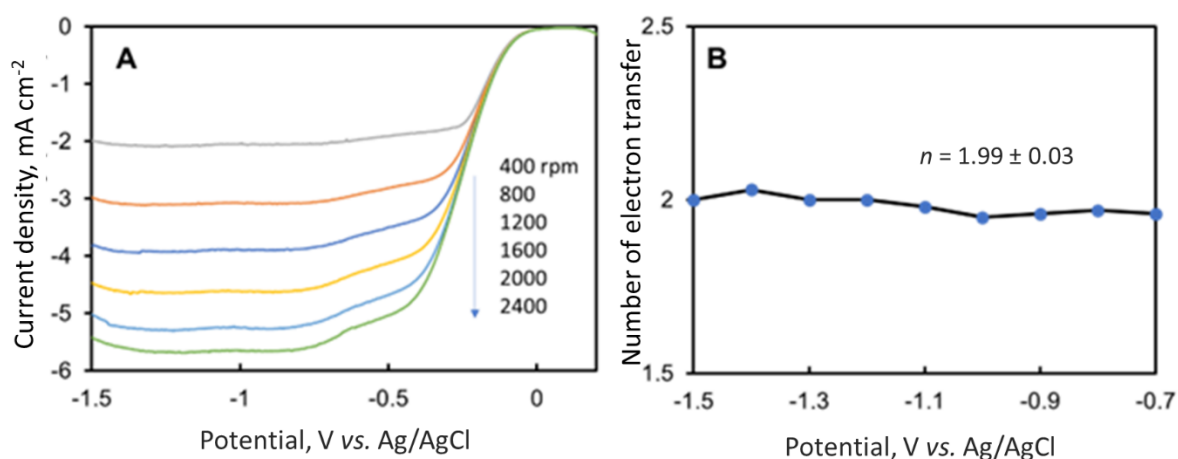 A
0
-1
-2
-3
-4
-5
-6
Current density, mA cm⁻²
400 rpm
800
1200
1600
2000
2400
-1.5 -1 -0.5 0
Potential, V vs. Ag/AgCl
B
2.5
2
1.5
Number of electron transfer
n = 1.99 ± 0.03
-1.5 -1.3 -1.1 -0.9 -0.7
Potential, V vs. Ag/AgCl